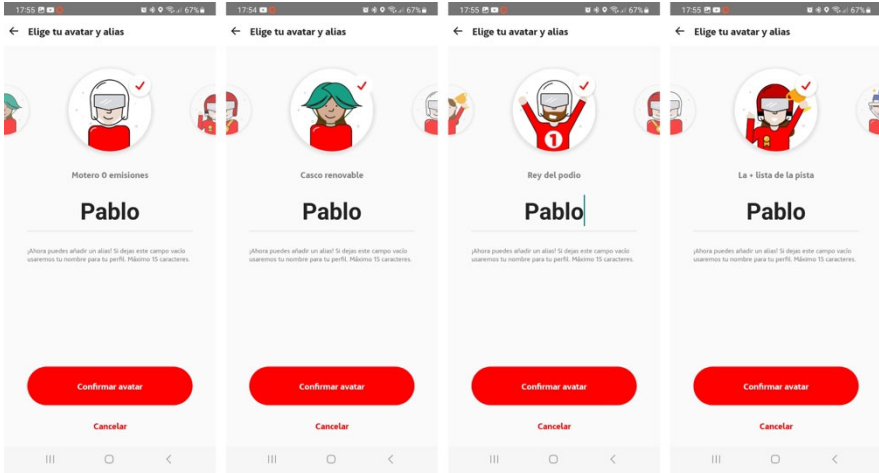 17:55
67%
Elige tu avatar y alias
Motero 0 emisiones
Pablo
¡Ahora puedes añadir un alias! Si dejas este campo vacío
usaremos tu nombre para tu perfil. Máximo 15 caracteres.
Confirmar avatar
Cancelar
17:54
67%
Elige tu avatar y alias
Casco renovable
Pablo
¡Ahora puedes añadir un alias! Si dejas este campo vacío
usaremos tu nombre para tu perfil. Máximo 15 caracteres.
Confirmar avatar
Cancelar
17:55
67%
Elige tu avatar y alias
1
Rey del podio
Pablo
¡Ahora puedes añadir un alias! Si dejas este campo vacío
usaremos tu nombre para tu perfil. Máximo 15 caracteres.
Confirmar avatar
Cancelar
17:55
67%
Elige tu avatar y alias
La + lista de la pista
Pablo
¡Ahora puedes añadir un alias! Si dejas este campo vacío
usaremos tu nombre para tu perfil. Máximo 15 caracteres.
Confirmar avatar
Cancelar